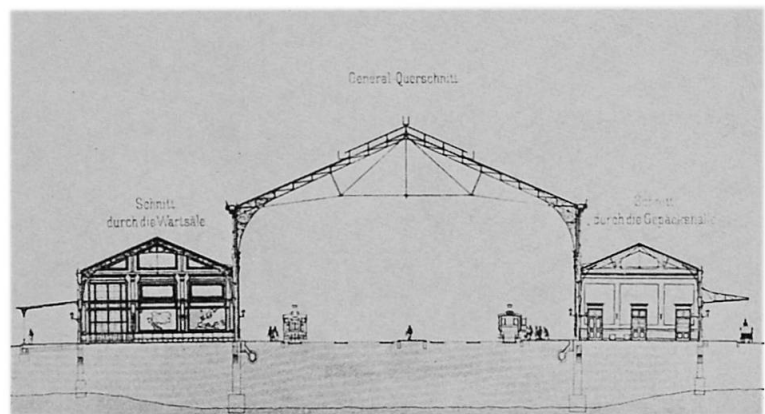 General-Querschnitt
Schnitt
durch die Wartsäle
Schnitt
durch die